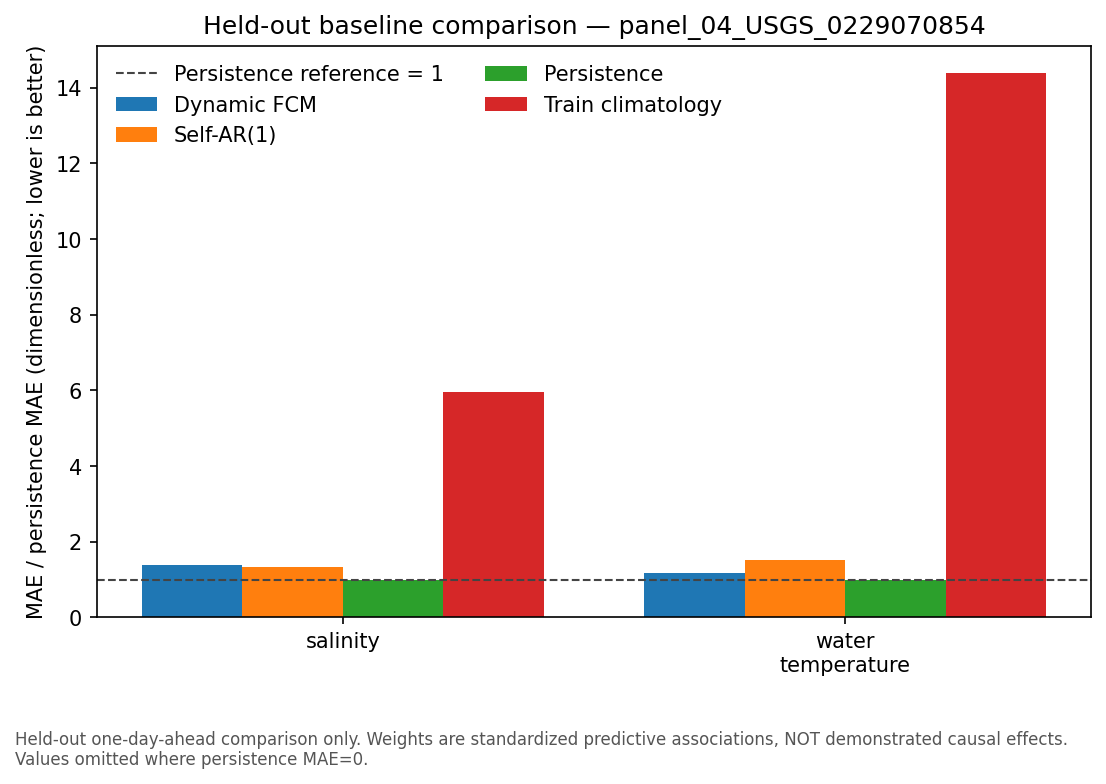 Held-out baseline comparison — panel_04_USGS_0229070854
MAE / persistence MAE (dimensionless; lower is better)
Persistence reference = 1
Dynamic FCM
Self-AR(1)
Persistence
Train climatology
14
12
10
8
6
4
2
0
salinity
water
temperature
Held-out one-day-ahead comparison only. Weights are standardized predictive associations, NOT demonstrated causal effects.
Values omitted where persistence MAE=0.